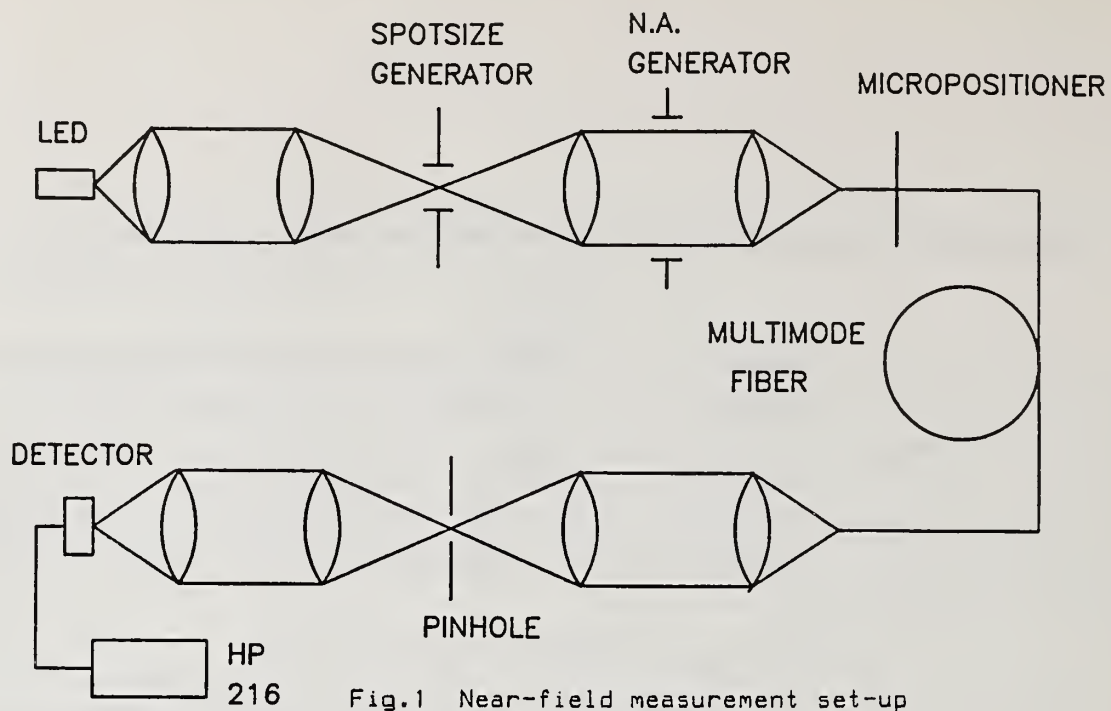 SPOTSIZE
GENERATOR
N.A.
GENERATOR
MICROPOSITIONER
LED
MULTIMODE
FIBER
DETECTOR
PINHOLE
HP
216
Fig.1 Near-field measurement set-up